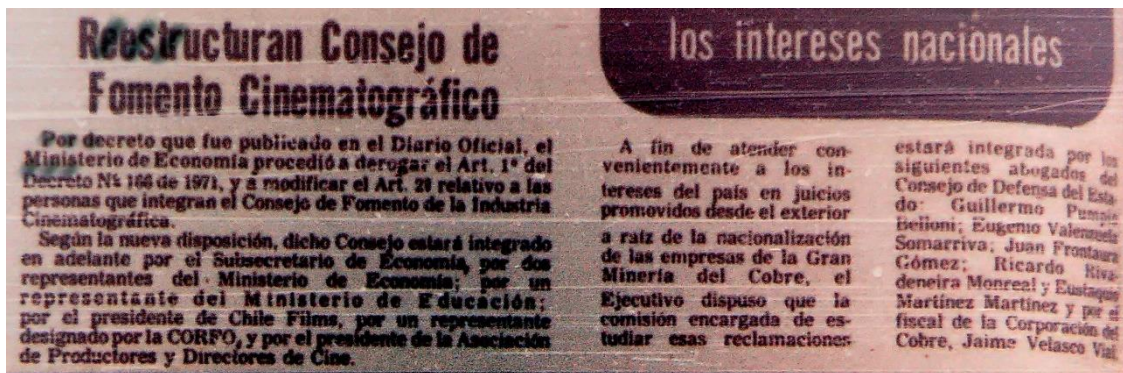 Reestructuran Consejo de
Fomento Cinematográfico
Por decreto que fue publicado en el Diario Oficial, el
Ministerio de Economía procedió a derogar el Art. 1º del
Decreto Nº 166 de 1971, y a modificar el Art. 20 relativo a las
personas que integran el Consejo de Fomento de la Industria
Cinematográfica.
Según la nueva disposición, dicho Consejo estará integrado
en adelante por el Subsecretario de Economía, por dos
representantes del Ministerio de Economía; por un
representante del Ministerio de Educación;
por el presidente de Chile Films, por un representante
designado por la CORFO, y por el presidente de la Asociación
de Productores y Directores de Cine.
los intereses nacionales
A fin de atender con-
venientemente a los in-
tereses del país en juicios
promovidos desde el exterior
a raíz de la nacionalización
de las empresas de la Gran
Minería del Cobre, el
Ejecutivo dispuso que la
comisión encargada de es-
tudiar esas reclamaciones
estará integrada por los
siguientes abogados del
Consejo de Defensa del Esta-
do: Guillermo Pumpin
Belloni; Eugenio Valenzuela
Somarriva; Juan Frontaura
Gómez; Ricardo Riva-
deneira Monreal y Eustaquio
Martínez Martínez y por el
fiscal de la Corporación del
Cobre, Jaime Velasco Vial.